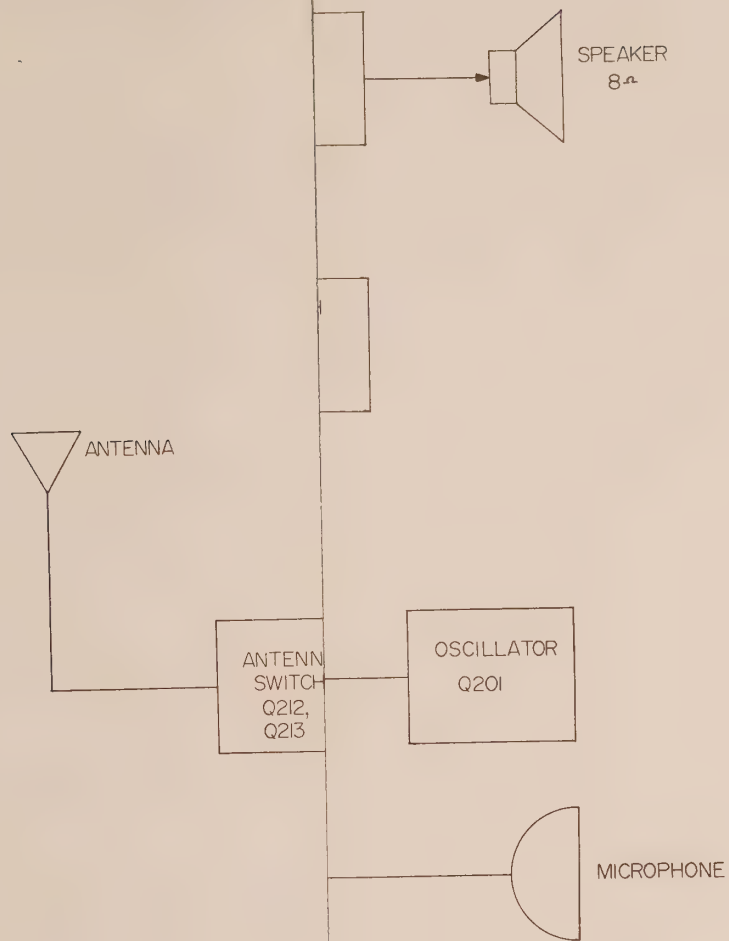 SPEAKER
8Ω
ANTENNA
ANTENN
SWITCH
Q212,
Q213
OSCILLATOR
Q201
MICROPHONE